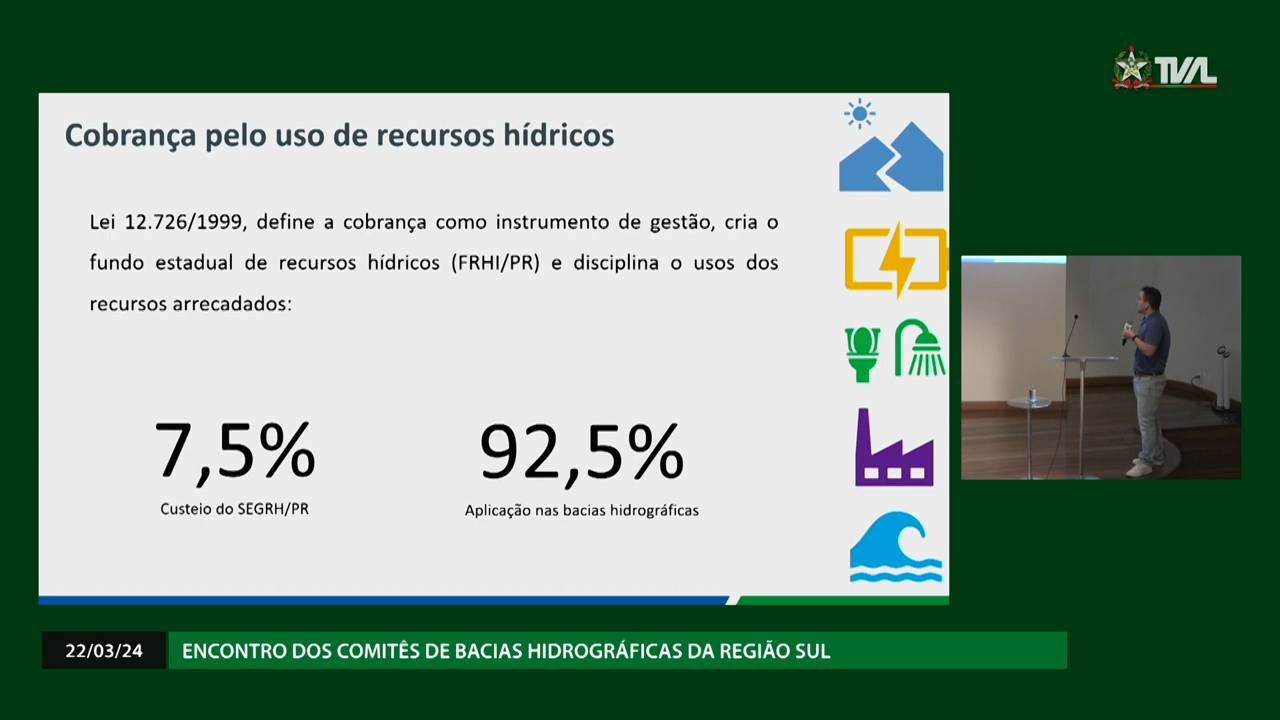 TVAL
Cobrança pelo uso de recursos hídricos
Lei 12.726/1999, define a cobrança como instrumento de gestão, cria o
fundo estadual de recursos hídricos (FRHI/PR) e disciplina o usos dos
recursos arrecadados:
7,5%
Custeio do SEGRH/PR
92,5%
Aplicação nas bacias hidrográficas
22/03/24
ENCONTRO DOS COMITÊS DE BACIAS HIDROGRÁFICAS DA REGIÃO SUL